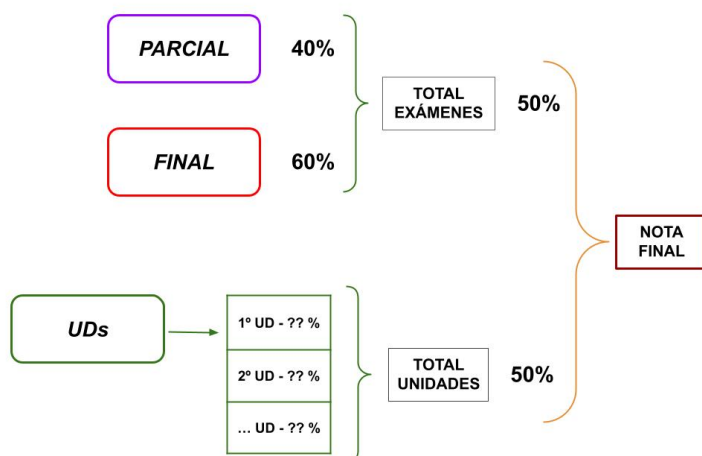 PARCIAL 40%
TOTAL
EXÁMENES
50%
FINAL 60%
NOTA
FINAL
UDs
1º UD - ?? %
2º UD - ?? %
... UD - ?? %
TOTAL
UNIDADES
50%